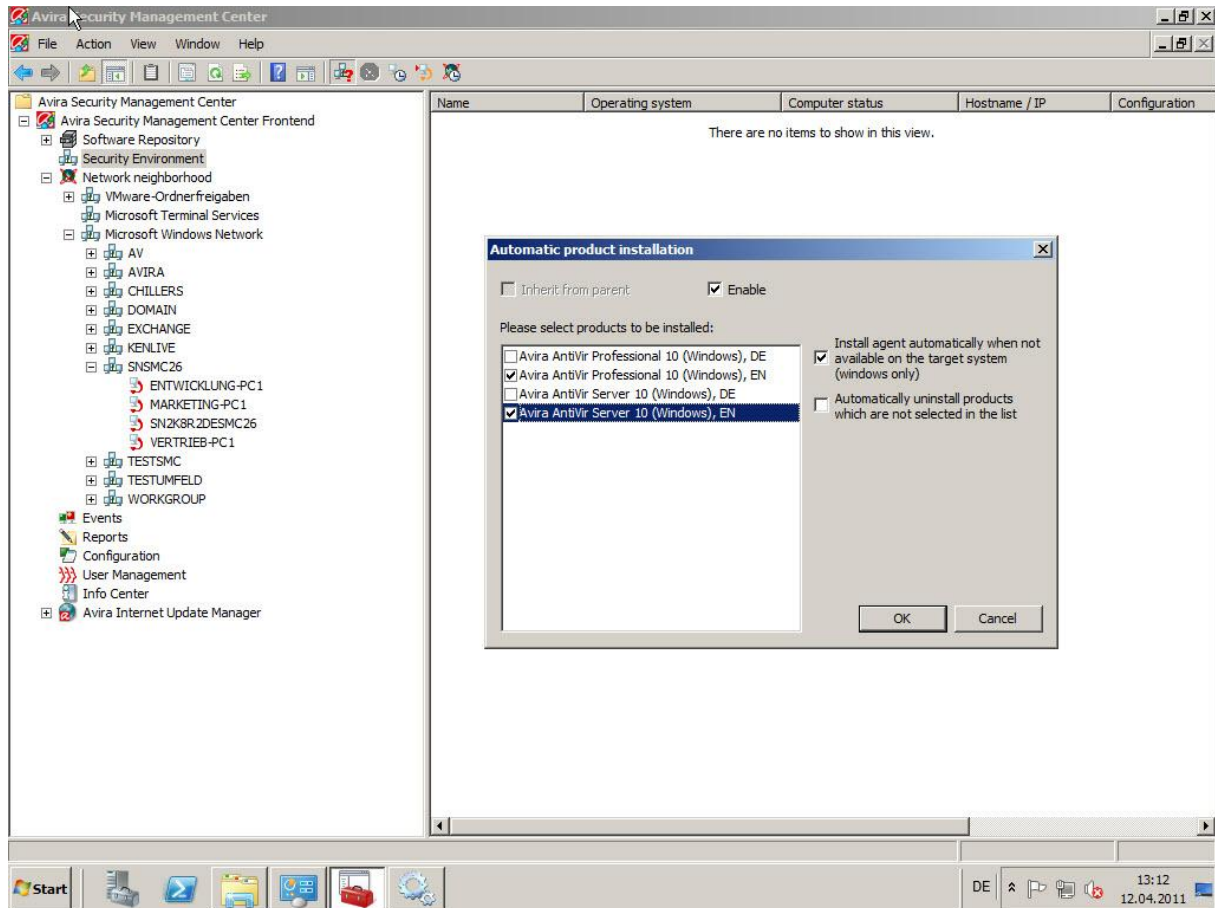 Avira Security Management Center
File Action View Window Help
Avira Security Management Center
Avira Security Management Center Frontend
Software Repository
Security Environment
Network neighborhood
VMware-Ordnerfreigaben
Microsoft Terminal Services
Microsoft Windows Network
AV
AVIRA
CHILLERS
DOMAIN
EXCHANGE
KENLIVE
SNSMC26
ENTWICKLUNG-PC1
MARKETING-PC1
SN2K8R2DESMC26
VERTRIEB-PC1
TESTSMC
TESTUMFELD
WORKGROUP
Events
Reports
Configuration
User Management
Info Center
Avira Internet Update Manager
Name Operating system Computer status Hostname / IP Configuration
There are no items to show in this view.
Automatic product installation
Inherit from parent Enable
Please select products to be installed:
Avira AntiVir Professional 10 (Windows), DE
Avira AntiVir Professional 10 (Windows), EN
Avira AntiVir Server 10 (Windows), DE
Avira AntiVir Server 10 (Windows), EN
Install agent automatically when not
available on the target system
(windows only)
Automatically uninstall products
which are not selected in the list
OK Cancel
Start
DE
13:12
12.04.2011